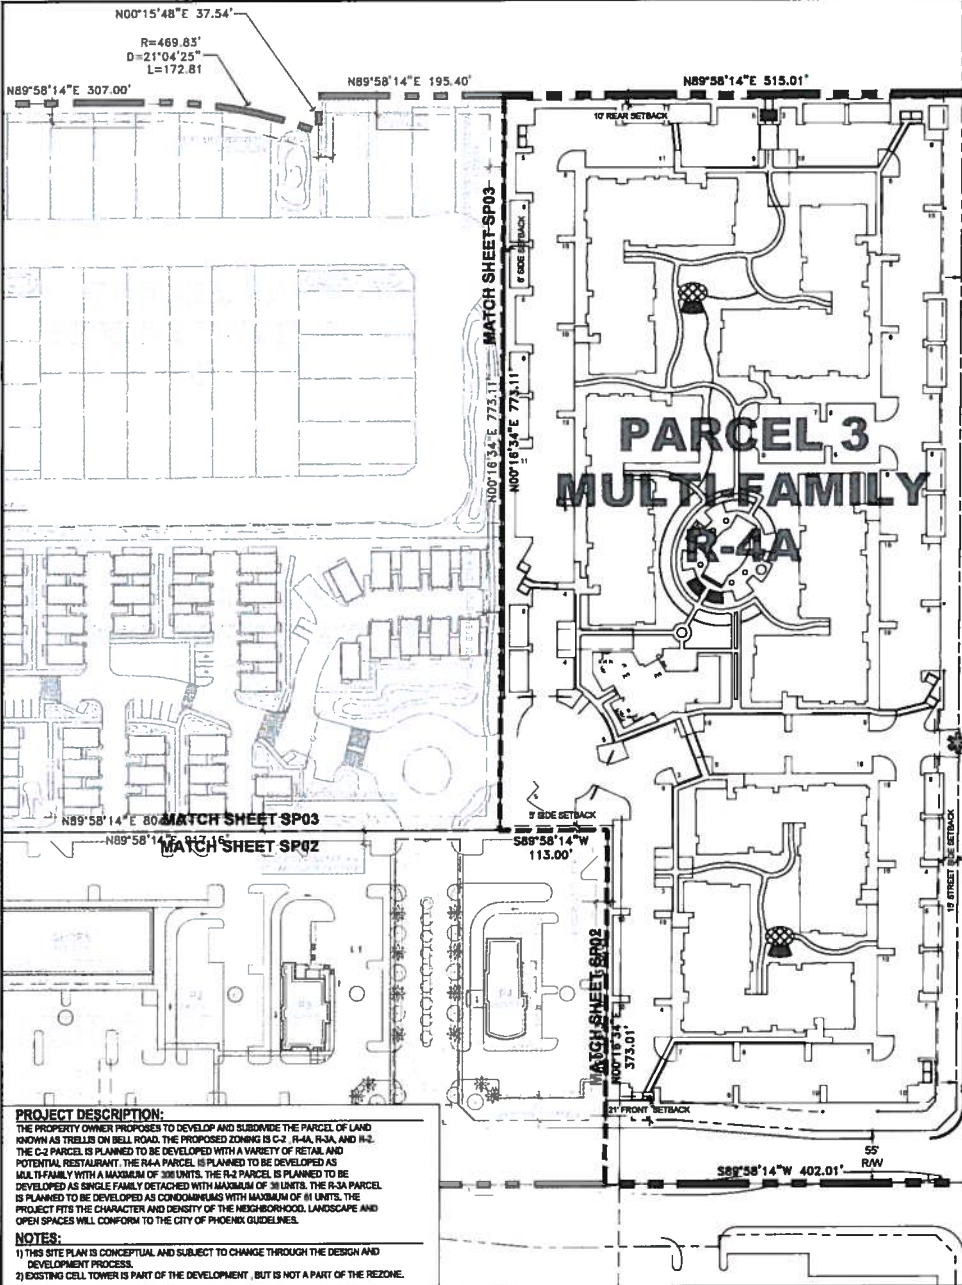 N00°15'48"E 37.54'
R=469.83'
D=21°04'25"
L=172.81
N89°58'14"E 307.00'
N89°58'14"E 195.40'
N89°58'14"E 515.01'
10' REAR SETBACK
MATCH SHEET SP03
8' SIDE SETBACK
N00°16'34"E 773.11'
N00°16'34"E 773.11'
PARCEL 3
MULTI-FAMILY
R-4A
N89°58'14"E
MATCH SHEET SP03
MATCH SHEET SP02
5' SIDE SETBACK
S89°58'14"W
113.00'
15' STREET SIDE SETBACK
MATCH SHEET SP02
N00°16'34"E
373.01'
21' FRONT SETBACK
55'
R/W
S89°58'14"W 402.01'
PROJECT DESCRIPTION:
THE PROPERTY OWNER PROPOSES TO DEVELOP AND SUBDIVIDE THE PARCEL OF LAND
KNOWN AS TRELLIS ON BELL ROAD. THE PROPOSED ZONING IS C-2 , R-4A, R-3A, AND R-2.
THE C-2 PARCEL IS PLANNED TO BE DEVELOPED WITH A VARIETY OF RETAIL AND
POTENTIAL RESTAURANT. THE R4-A PARCEL IS PLANNED TO BE DEVELOPED AS
MULTI-FAMILY WITH A MAXIMUM OF UNITS. THE R-2 PARCEL IS PLANNED TO BE
DEVELOPED AS SINGLE FAMILY DETACHED WITH MAXIMUM OF UNITS. THE R-3A PARCEL
IS PLANNED TO BE DEVELOPED AS CONDOMINIUMS WITH MAXIMUM OF UNITS. THE
PROJECT FITS THE CHARACTER AND DENSITY OF THE NEIGHBORHOOD. LANDSCAPE AND
OPEN SPACES WILL CONFORM TO THE CITY OF PHOENIX GUIDELINES.
NOTES:
1) THIS SITE PLAN IS CONCEPTUAL AND SUBJECT TO CHANGE THROUGH THE DESIGN AND
DEVELOPMENT PROCESS.
2) EXISTING CELL TOWER IS PART OF THE DEVELOPMENT , BUT IS NOT A PART OF THE REZONE.